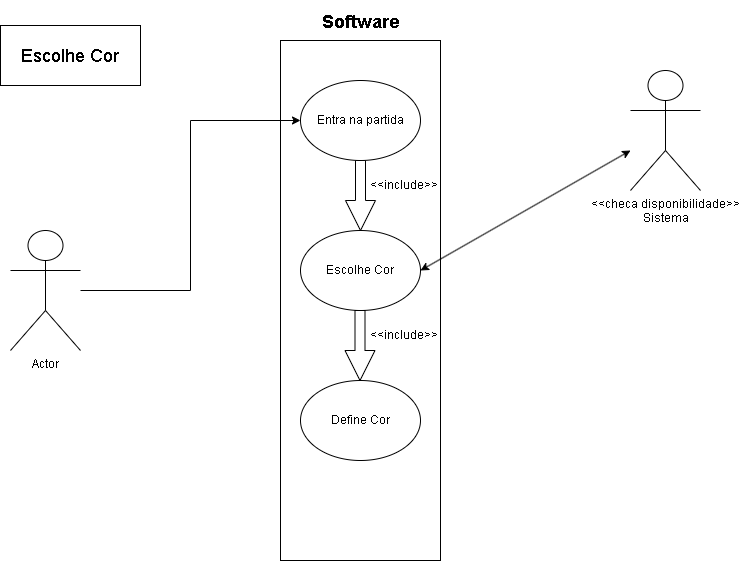 Software
Escolhe Cor
Entra na partida
<<include>>
<<checa disponibilidade>>
Sistema
Escolhe Cor
<<include>>
Actor
Define Cor